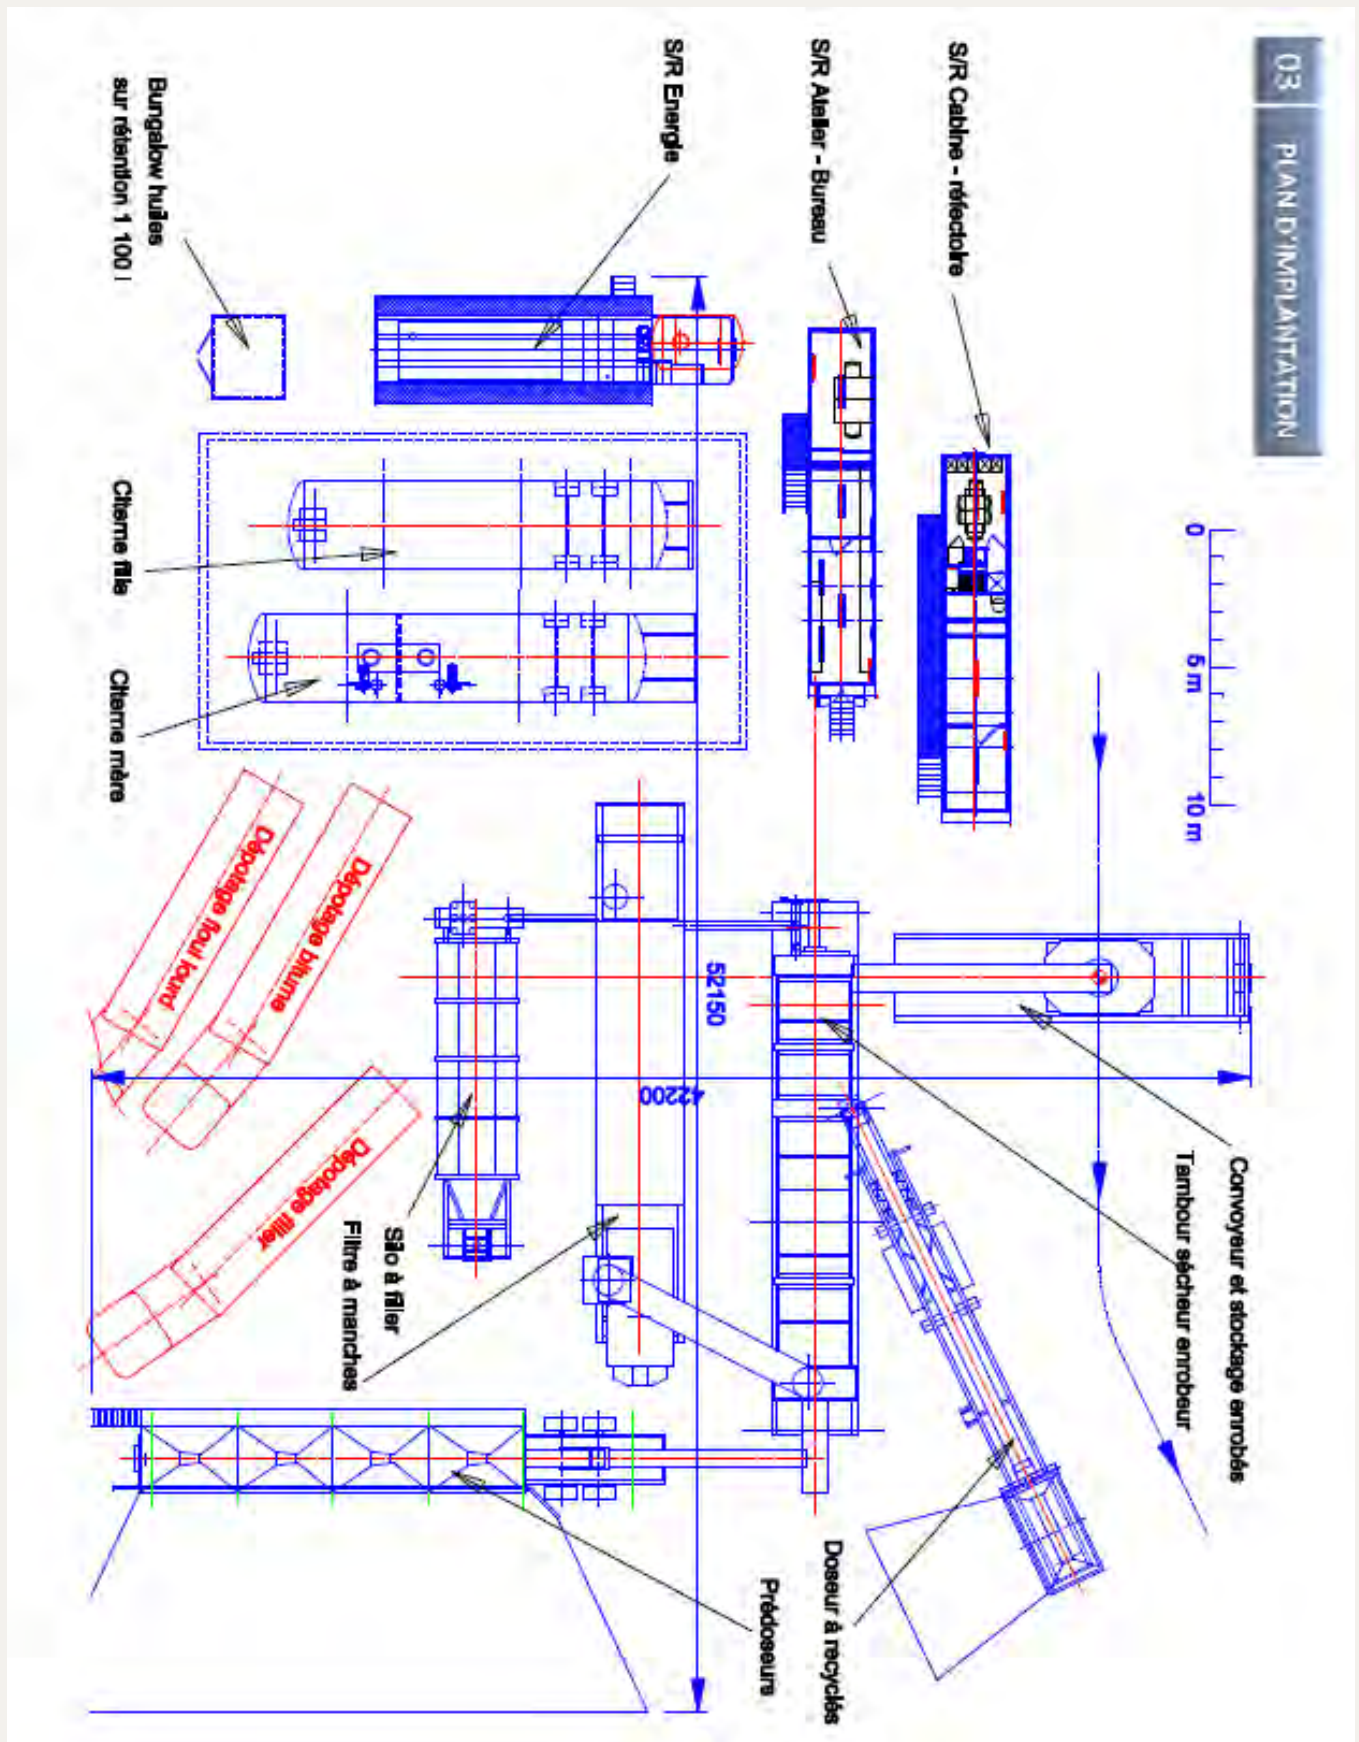 03 PLAN D'IMPLANTATION
0
5 m
10 m
S/R Cabine - réfectoire
S/R Atelier - Bureau
S/R Energie
Bungalow huiles
sur rétention 1 100 l
Citerne fille
Citerne mère
Dépotage fioul lourd
Dépotage bitume
Dépotage filler
52150
42200
Silo à filler
Filtre à manches
Convoyeur et stockage enrobés
Tambour sécheur enrobeur
Doseur à recyclés
Prédoseurs